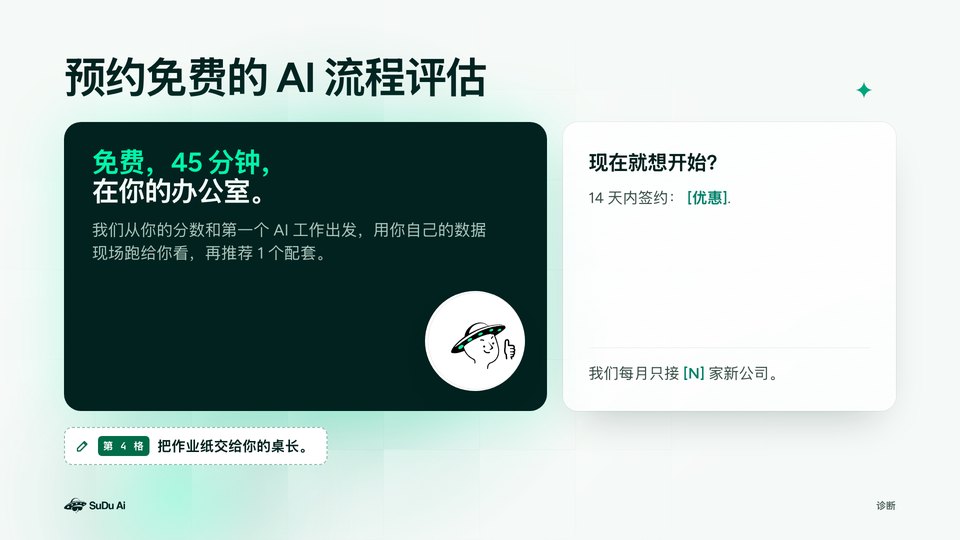 预约免费的 AI 流程评估
免费，45 分钟，
在你的办公室。
我们从你的分数和第一个 AI 工作出发，用你自己的数据
现场跑给你看，再推荐 1 个配套。
现在就想开始？
14 天内签约：[优惠].
我们每月只接 [N] 家新公司。
第 4 格 把作业纸交给你的桌长。
SuDu Ai
诊断